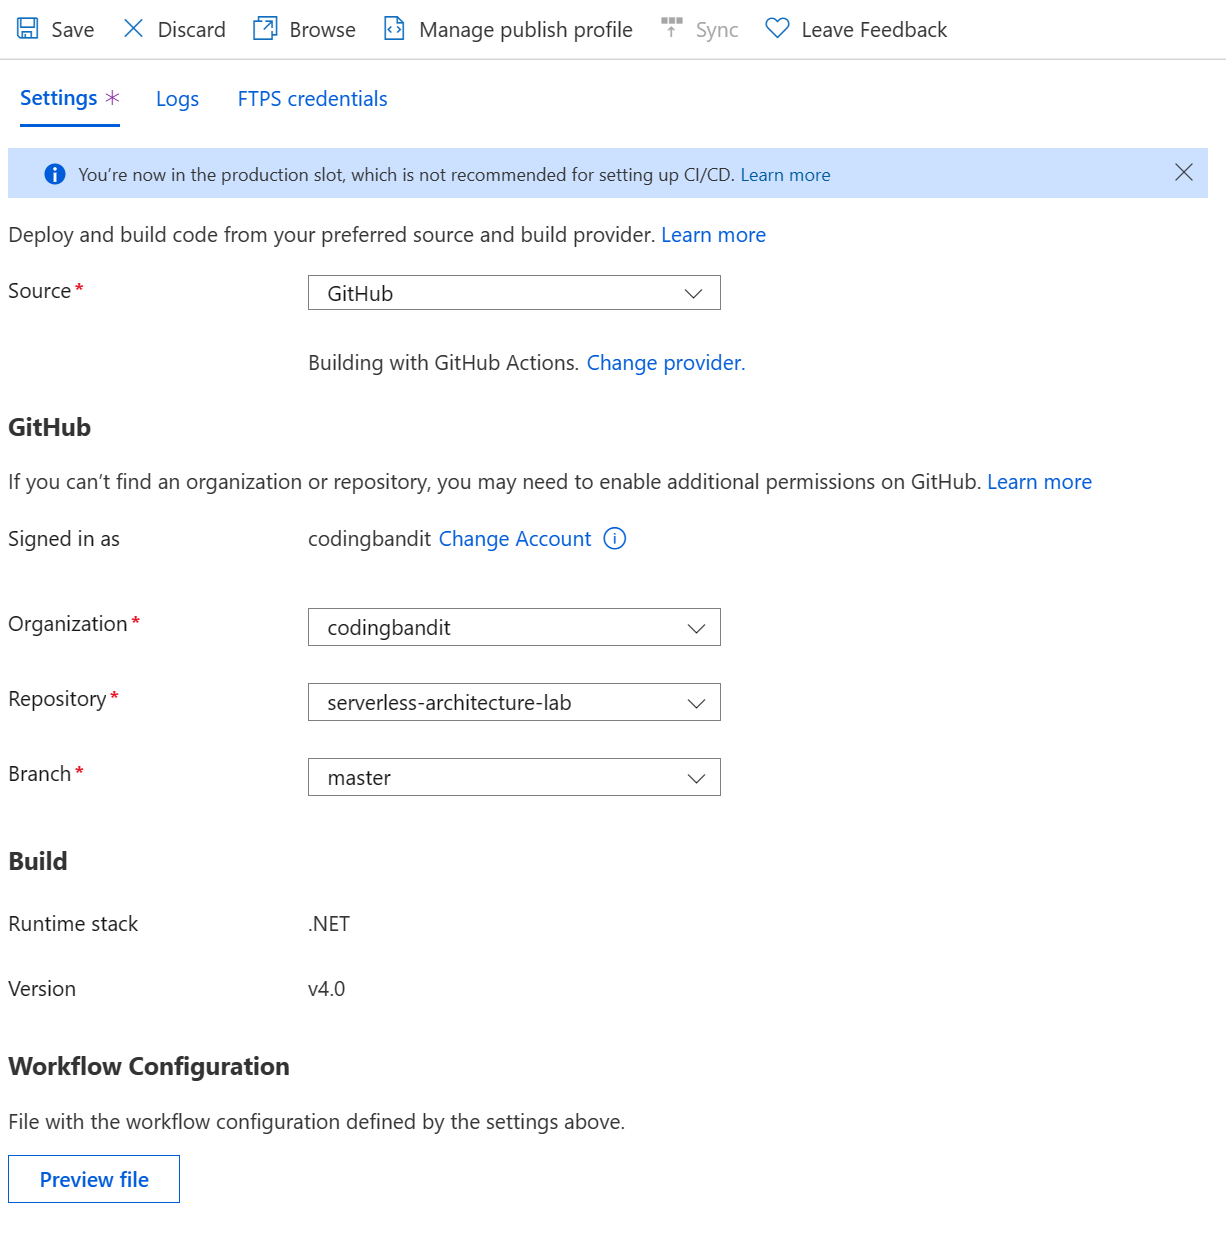 Save Discard Browse Manage publish profile Sync Leave Feedback
Settings * Logs FTPS credentials
You're now in the production slot, which is not recommended for setting up CI/CD. Learn more
Deploy and build code from your preferred source and build provider. Learn more
Source* GitHub
Building with GitHub Actions. Change provider.
GitHub
If you can't find an organization or repository, you may need to enable additional permissions on GitHub. Learn more
Signed in as codingbandit Change Account
Organization* codingbandit
Repository* serverless-architecture-lab
Branch* master
Build
Runtime stack .NET
Version v4.0
Workflow Configuration
File with the workflow configuration defined by the settings above.
Preview file